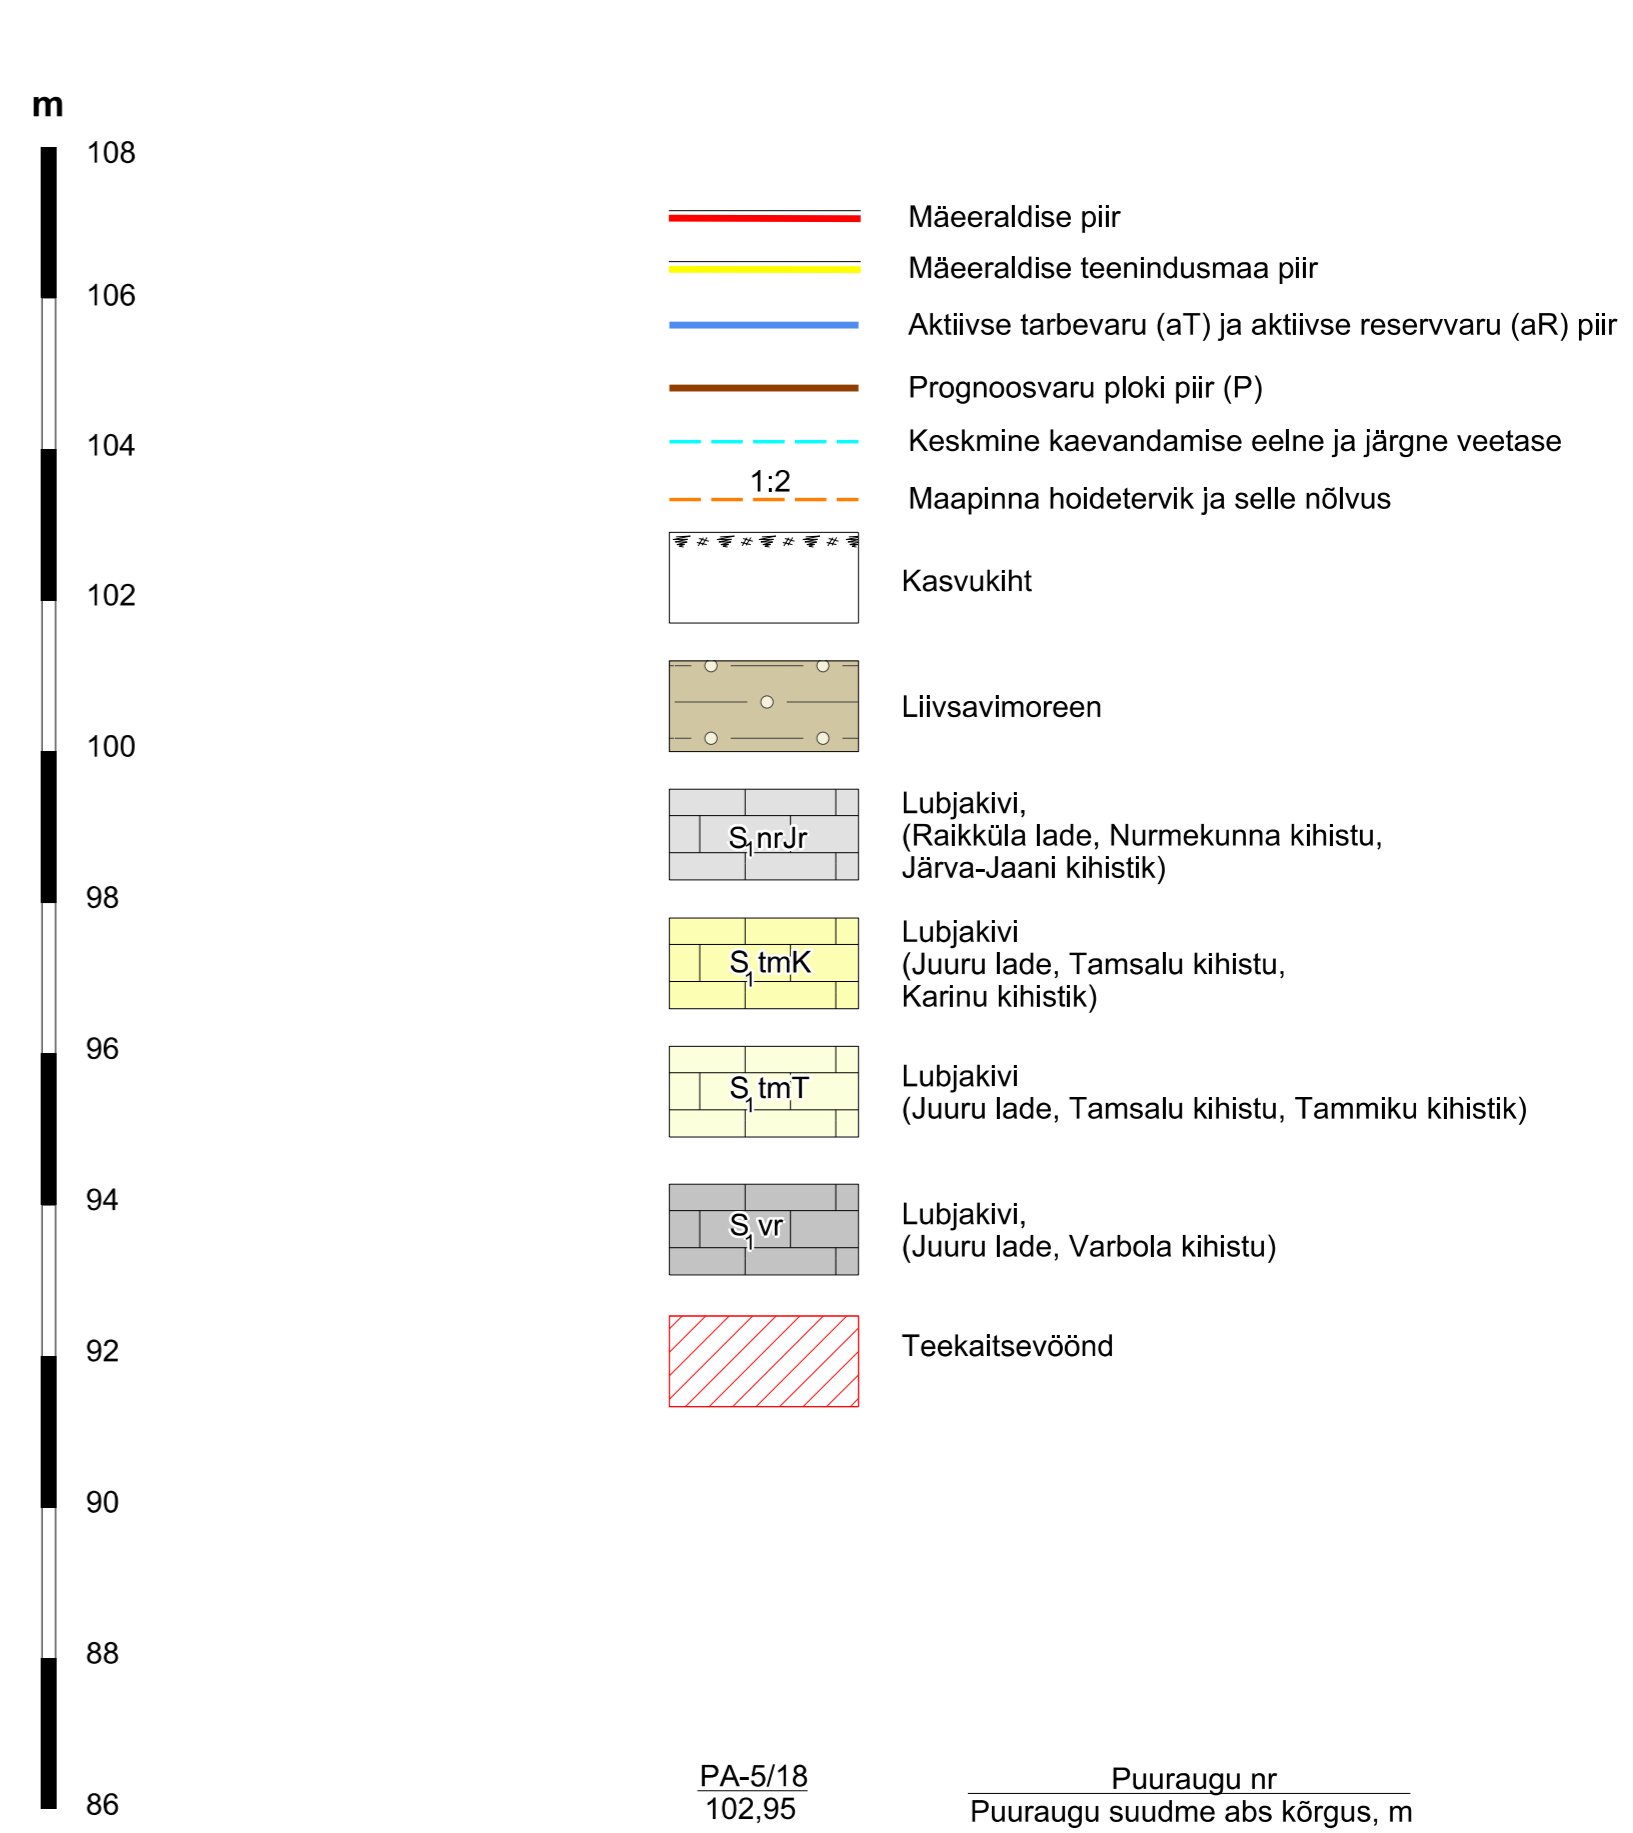 m
108
106
104
102
100
98
96
94
92
90
88
86
Mäeeraldise piir
Mäeeraldise teenindusmaa piir
Aktiivse tarbevaru (aT) ja aktiivse reservvaru (aR) piir
Prognoosvaru ploki piir (P)
Keskmine kaevandamise eelne ja järgne veetase
1:2
Maapinna hoidetervik ja selle nõlvus
Kasvukiht
Liivsavimoreen
S₁nrJr
Lubjakivi,
(Raikküla lade, Nurmekunna kihistu,
Järva-Jaani kihistik)
S₁tmK
Lubjakivi
(Juuru lade, Tamsalu kihistu,
Karinu kihistik)
S₁tmT
Lubjakivi
(Juuru lade, Tamsalu kihistu, Tammiku kihistik)
S₁vr
Lubjakivi,
(Juuru lade, Varbola kihistu)
Teekaitsevöönd
PA-5/18
102,95
Puuraugu nr
Puuraugu suudme abs kõrgus, m